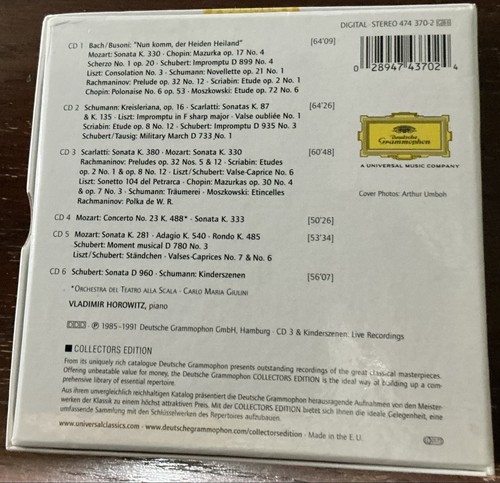 DIGITAL · STEREO 474 370-2
CD 1 Bach/Busoni: "Nun komm, der Heiden Heiland" [64'09]
Mozart: Sonata K. 330 · Chopin: Mazurka op. 17 No. 4
Scherzo No. 1 op. 20 · Schubert: Impromptu D 899 No. 4
Liszt: Consolation No. 3 · Schumann: Novellette op. 21 No. 1
Rachmaninov: Prelude op. 32 No. 12 · Scriabin: Etude op. 2 No. 1
Chopin: Polonaise No. 6 op. 53 · Moszkowski: Etude op. 72 No. 6
0 28947 43702 4
CD 2 Schumann: Kreisleriana, op. 16 · Scarlatti: Sonatas K. 87 [64'26]
& K. 135 · Liszt: Impromptu in F sharp major · Valse oubliée No. 1
Scriabin: Etude op. 8 No. 12 · Schubert: Impromptu D 935 No. 3
Schubert/Tausig: Military March D 733 No. 1
Deutsche
Grammophon
A UNIVERSAL MUSIC COMPANY
CD 3 Scarlatti: Sonata K. 380 · Mozart: Sonata K. 330 [60'48]
Rachmaninov: Preludes op. 32 Nos. 5 & 12 · Scriabin: Etudes
op. 2 No. 1 & op. 8 No. 12 · Liszt/Schubert: Valse-Caprice No. 6
Liszt: Sonetto 104 del Petrarca · Chopin: Mazurkas op. 30 No. 4
& op. 7 No. 3 · Schumann: Träumerei · Moszkowski: Etincelles
Rachmaninov: Polka de W. R.
Cover Photos: Arthur Umboh
CD 4 Mozart: Concerto No. 23 K. 488* · Sonata K. 333 [50'26]
CD 5 Mozart: Sonata K. 281 · Adagio K. 540 · Rondo K. 485 [53'34]
Schubert: Moment musical D 780 No. 3
Liszt/Schubert: Ständchen · Valses-Caprices No. 7 & No. 6
CD 6 Schubert: Sonata D 960 · Schumann: Kinderszenen [56'07]
*ORCHESTRA DEL TEATRO ALLA SCALA · CARLO MARIA GIULINI
VLADIMIR HOROWITZ, piano
DDD · ℗ 1985-1991 Deutsche Grammophon GmbH, Hamburg · CD 3 & Kinderszenen: Live Recordings
■ COLLECTORS EDITION
From its uniquely rich catalogue Deutsche Grammophon presents outstanding recordings of the great classical masterpieces.
Offering unbeatable value for money, the Deutsche Grammophon COLLECTORS EDITION is the ideal way of building up a com-
prehensive library of essential repertoire.
Aus ihrem unvergleichlich reichhaltigen Katalog präsentiert die Deutsche Grammophon herausragende Aufnahmen von den Meister-
werken der Klassik zu einem höchst attraktiven Preis. Mit der COLLECTORS EDITION bietet sich Ihnen die ideale Gelegenheit, eine
umfassende Sammlung mit den Schlüsselwerken des Repertoires aufzubauen.
www.universalclassics.com · www.deutschegrammophon.com/collectorsedition · Made in the E.U.